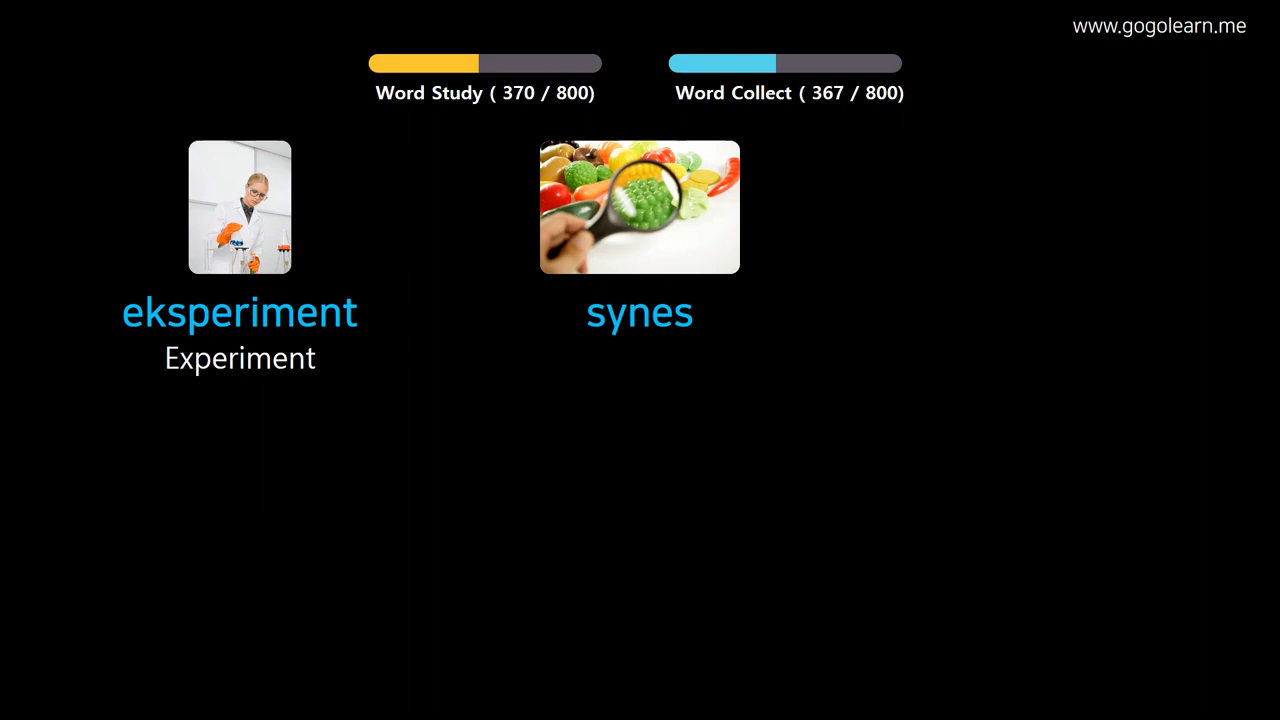 www.gogolearn.me
Word Study ( 370 / 800)
Word Collect ( 367 / 800)
eksperiment
Experiment
synes